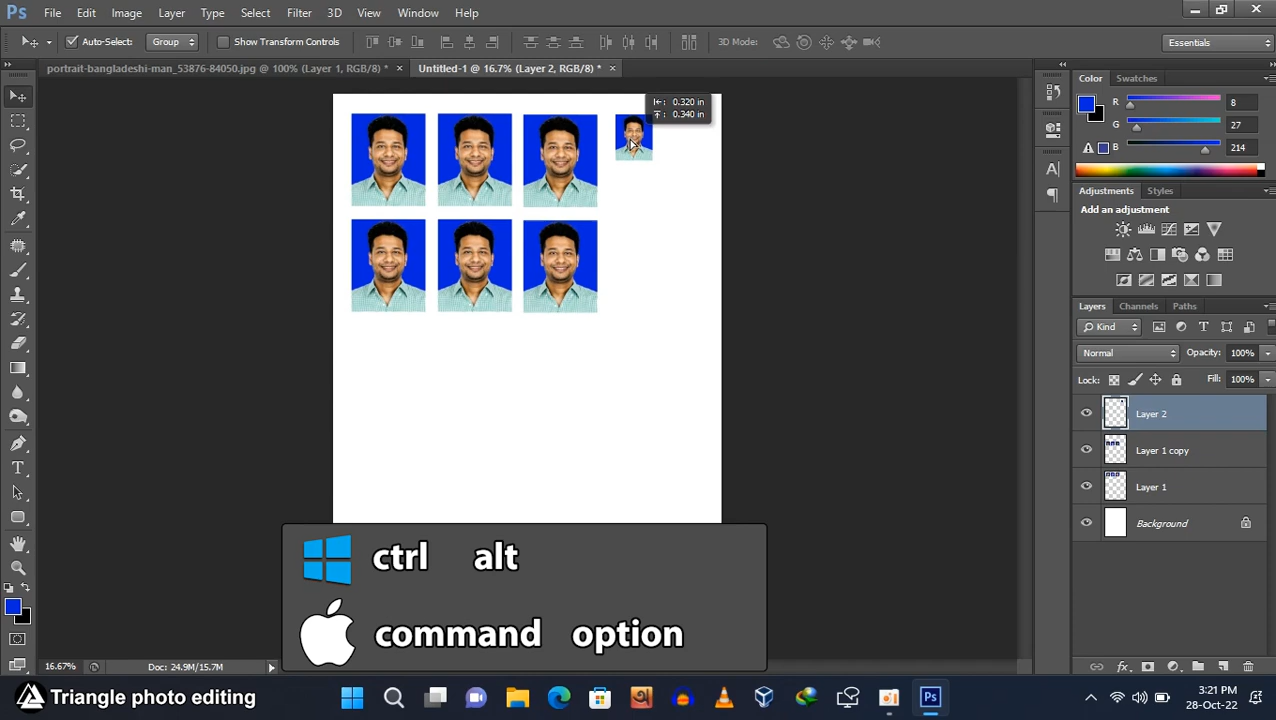 Ps File Edit Image Layer Type Select Filter 3D View Window Help
Auto-Select: Group Show Transform Controls 3D Mode: Essentials
portrait-bangladeshi-man_53876-84050.jpg @ 100% (Layer 1, RGB/8) * × Untitled-1 @ 16.7% (Layer 2, RGB/8) * ×
Color Swatches
R 8
G 27
B 214
0.320 in
0.340 in
Adjustments Styles
Add an adjustment
Layers Channels Paths
Kind
Normal Opacity: 100%
Lock: Fill: 100%
Layer 2
Layer 1 copy
Layer 1
Background
ctrl alt
command option
16.67% Doc: 24.9M/15.7M
Triangle photo editing
Ps
3:21 PM
28-Oct-22